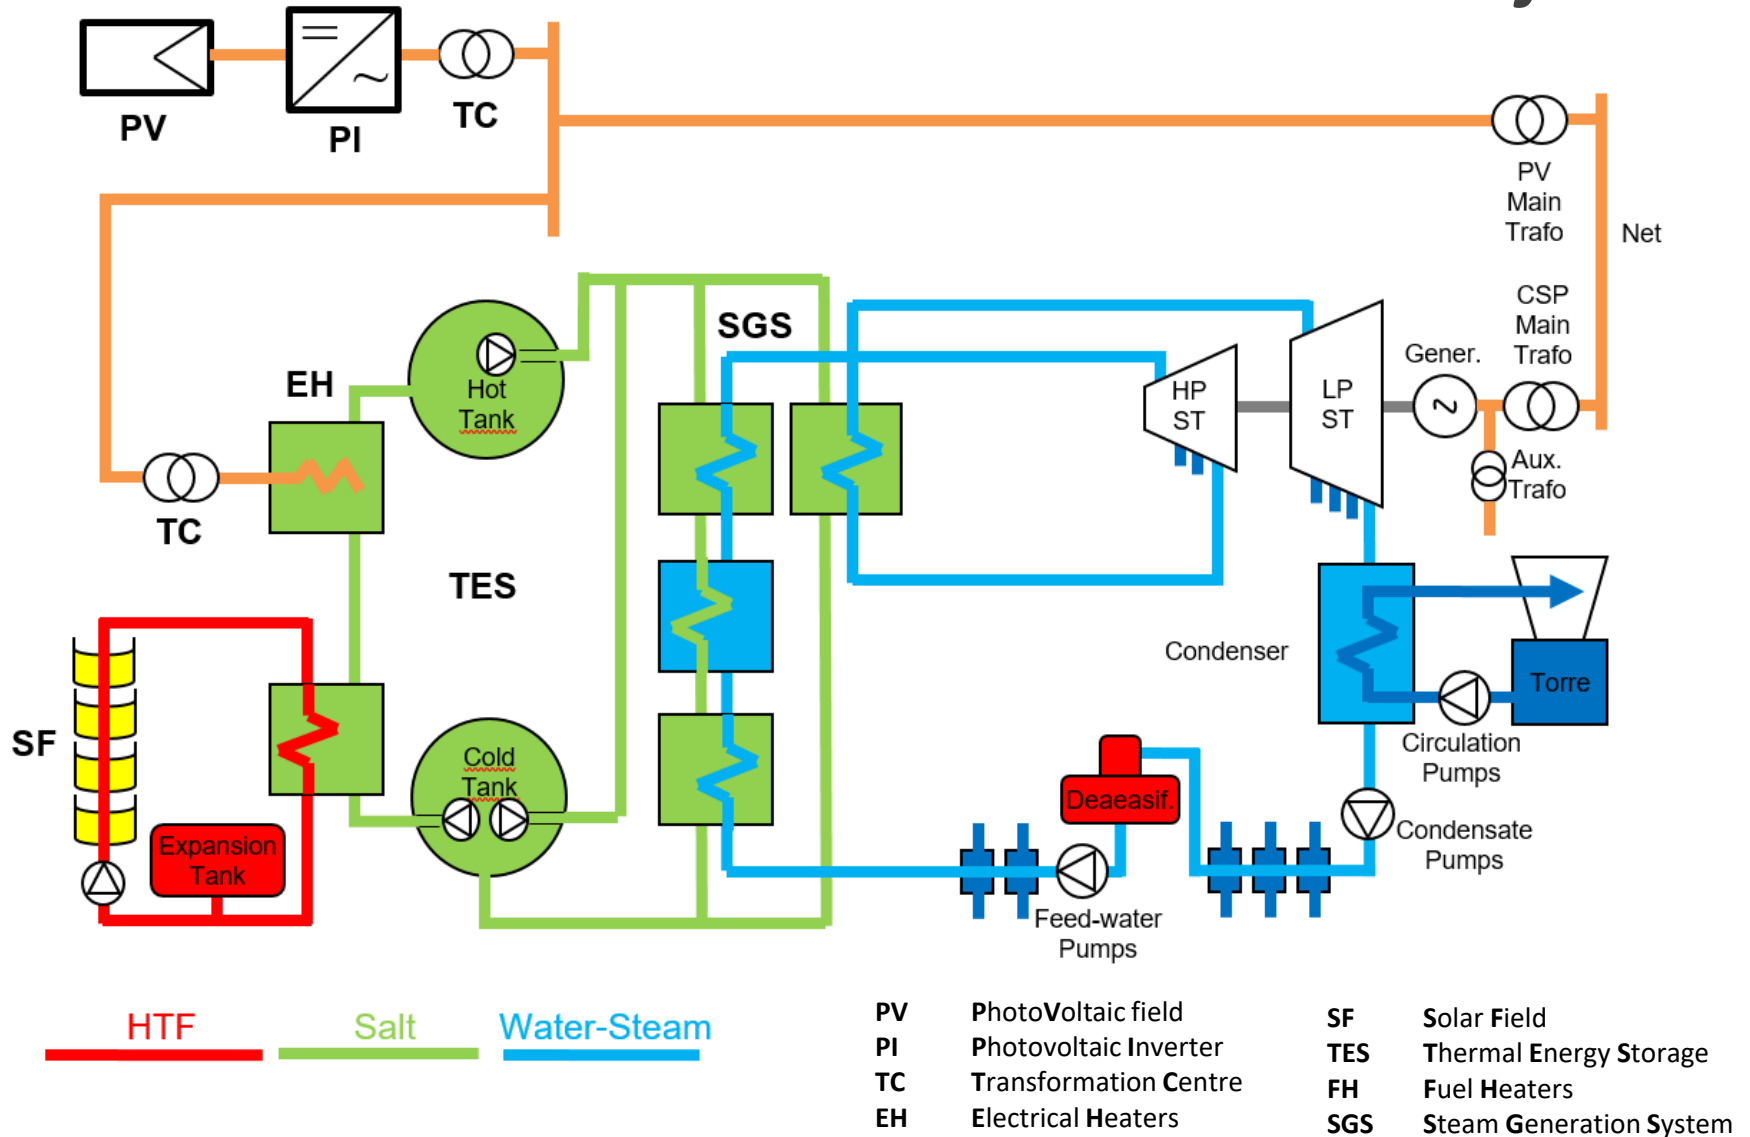 PV
PI
TC
PV
Main
Trafo
Net
CSP
Main
Trafo
Gener.
SGS
EH
Hot
Tank
HP
ST
LP
ST
Aux.
Trafo
TC
TES
Condenser
Torre
SF
Cold
Tank
Circulation
Pumps
Deaeasif.
Expansion
Tank
Condensate
Pumps
Feed-water
Pumps
HTF
Salt
Water-Steam
PV PhotoVoltaic field
PI Photovoltaic Inverter
TC Transformation Centre
EH Electrical Heaters
SF Solar Field
TES Thermal Energy Storage
FH Fuel Heaters
SGS Steam Generation System